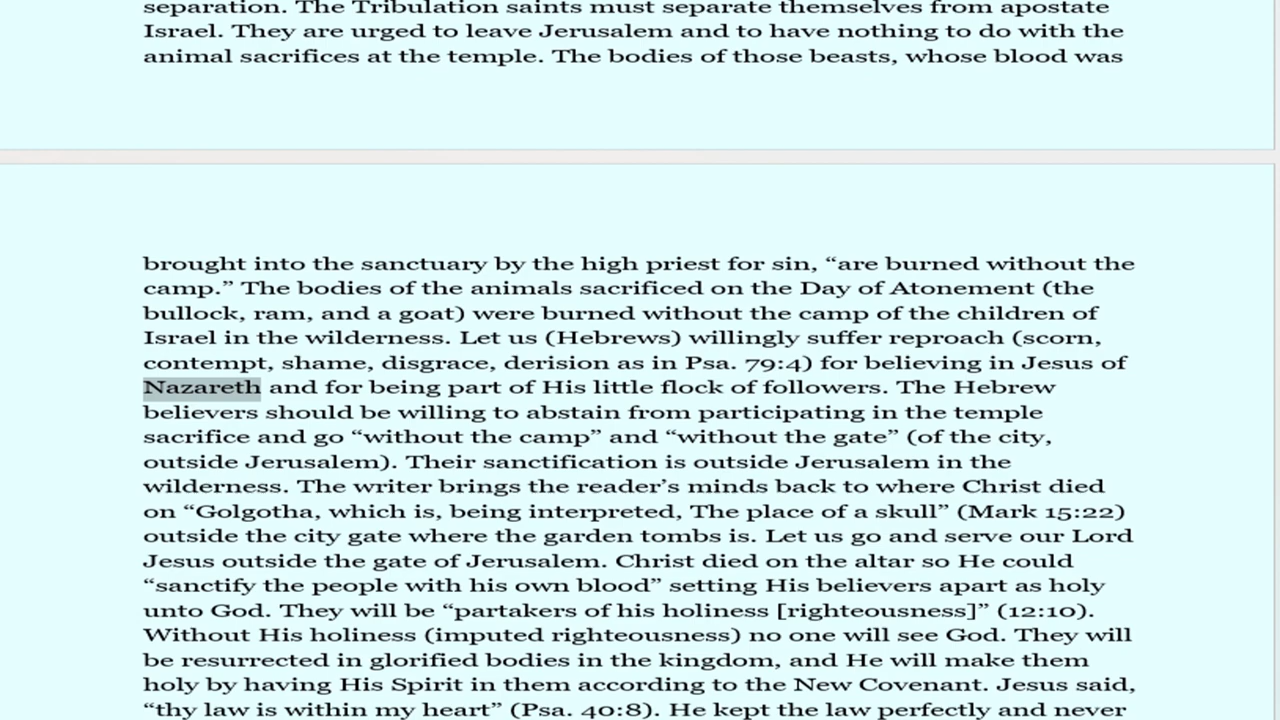 separation. The Tribulation saints must separate themselves from apostate
Israel. They are urged to leave Jerusalem and to have nothing to do with the
animal sacrifices at the temple. The bodies of those beasts, whose blood was
brought into the sanctuary by the high priest for sin, “are burned without the
camp.” The bodies of the animals sacrificed on the Day of Atonement (the
bullock, ram, and a goat) were burned without the camp of the children of
Israel in the wilderness. Let us (Hebrews) willingly suffer reproach (scorn,
contempt, shame, disgrace, derision as in Psa. 79:4) for believing in Jesus of
Nazareth and for being part of His little flock of followers. The Hebrew
believers should be willing to abstain from participating in the temple
sacrifice and go “without the camp” and “without the gate” (of the city,
outside Jerusalem). Their sanctification is outside Jerusalem in the
wilderness. The writer brings the reader’s minds back to where Christ died
on “Golgotha, which is, being interpreted, The place of a skull” (Mark 15:22)
outside the city gate where the garden tombs is. Let us go and serve our Lord
Jesus outside the gate of Jerusalem. Christ died on the altar so He could
“sanctify the people with his own blood” setting His believers apart as holy
unto God. They will be “partakers of his holiness [righteousness]” (12:10).
Without His holiness (imputed righteousness) no one will see God. They will
be resurrected in glorified bodies in the kingdom, and He will make them
holy by having His Spirit in them according to the New Covenant. Jesus said,
“thy law is within my heart” (Psa. 40:8). He kept the law perfectly and never